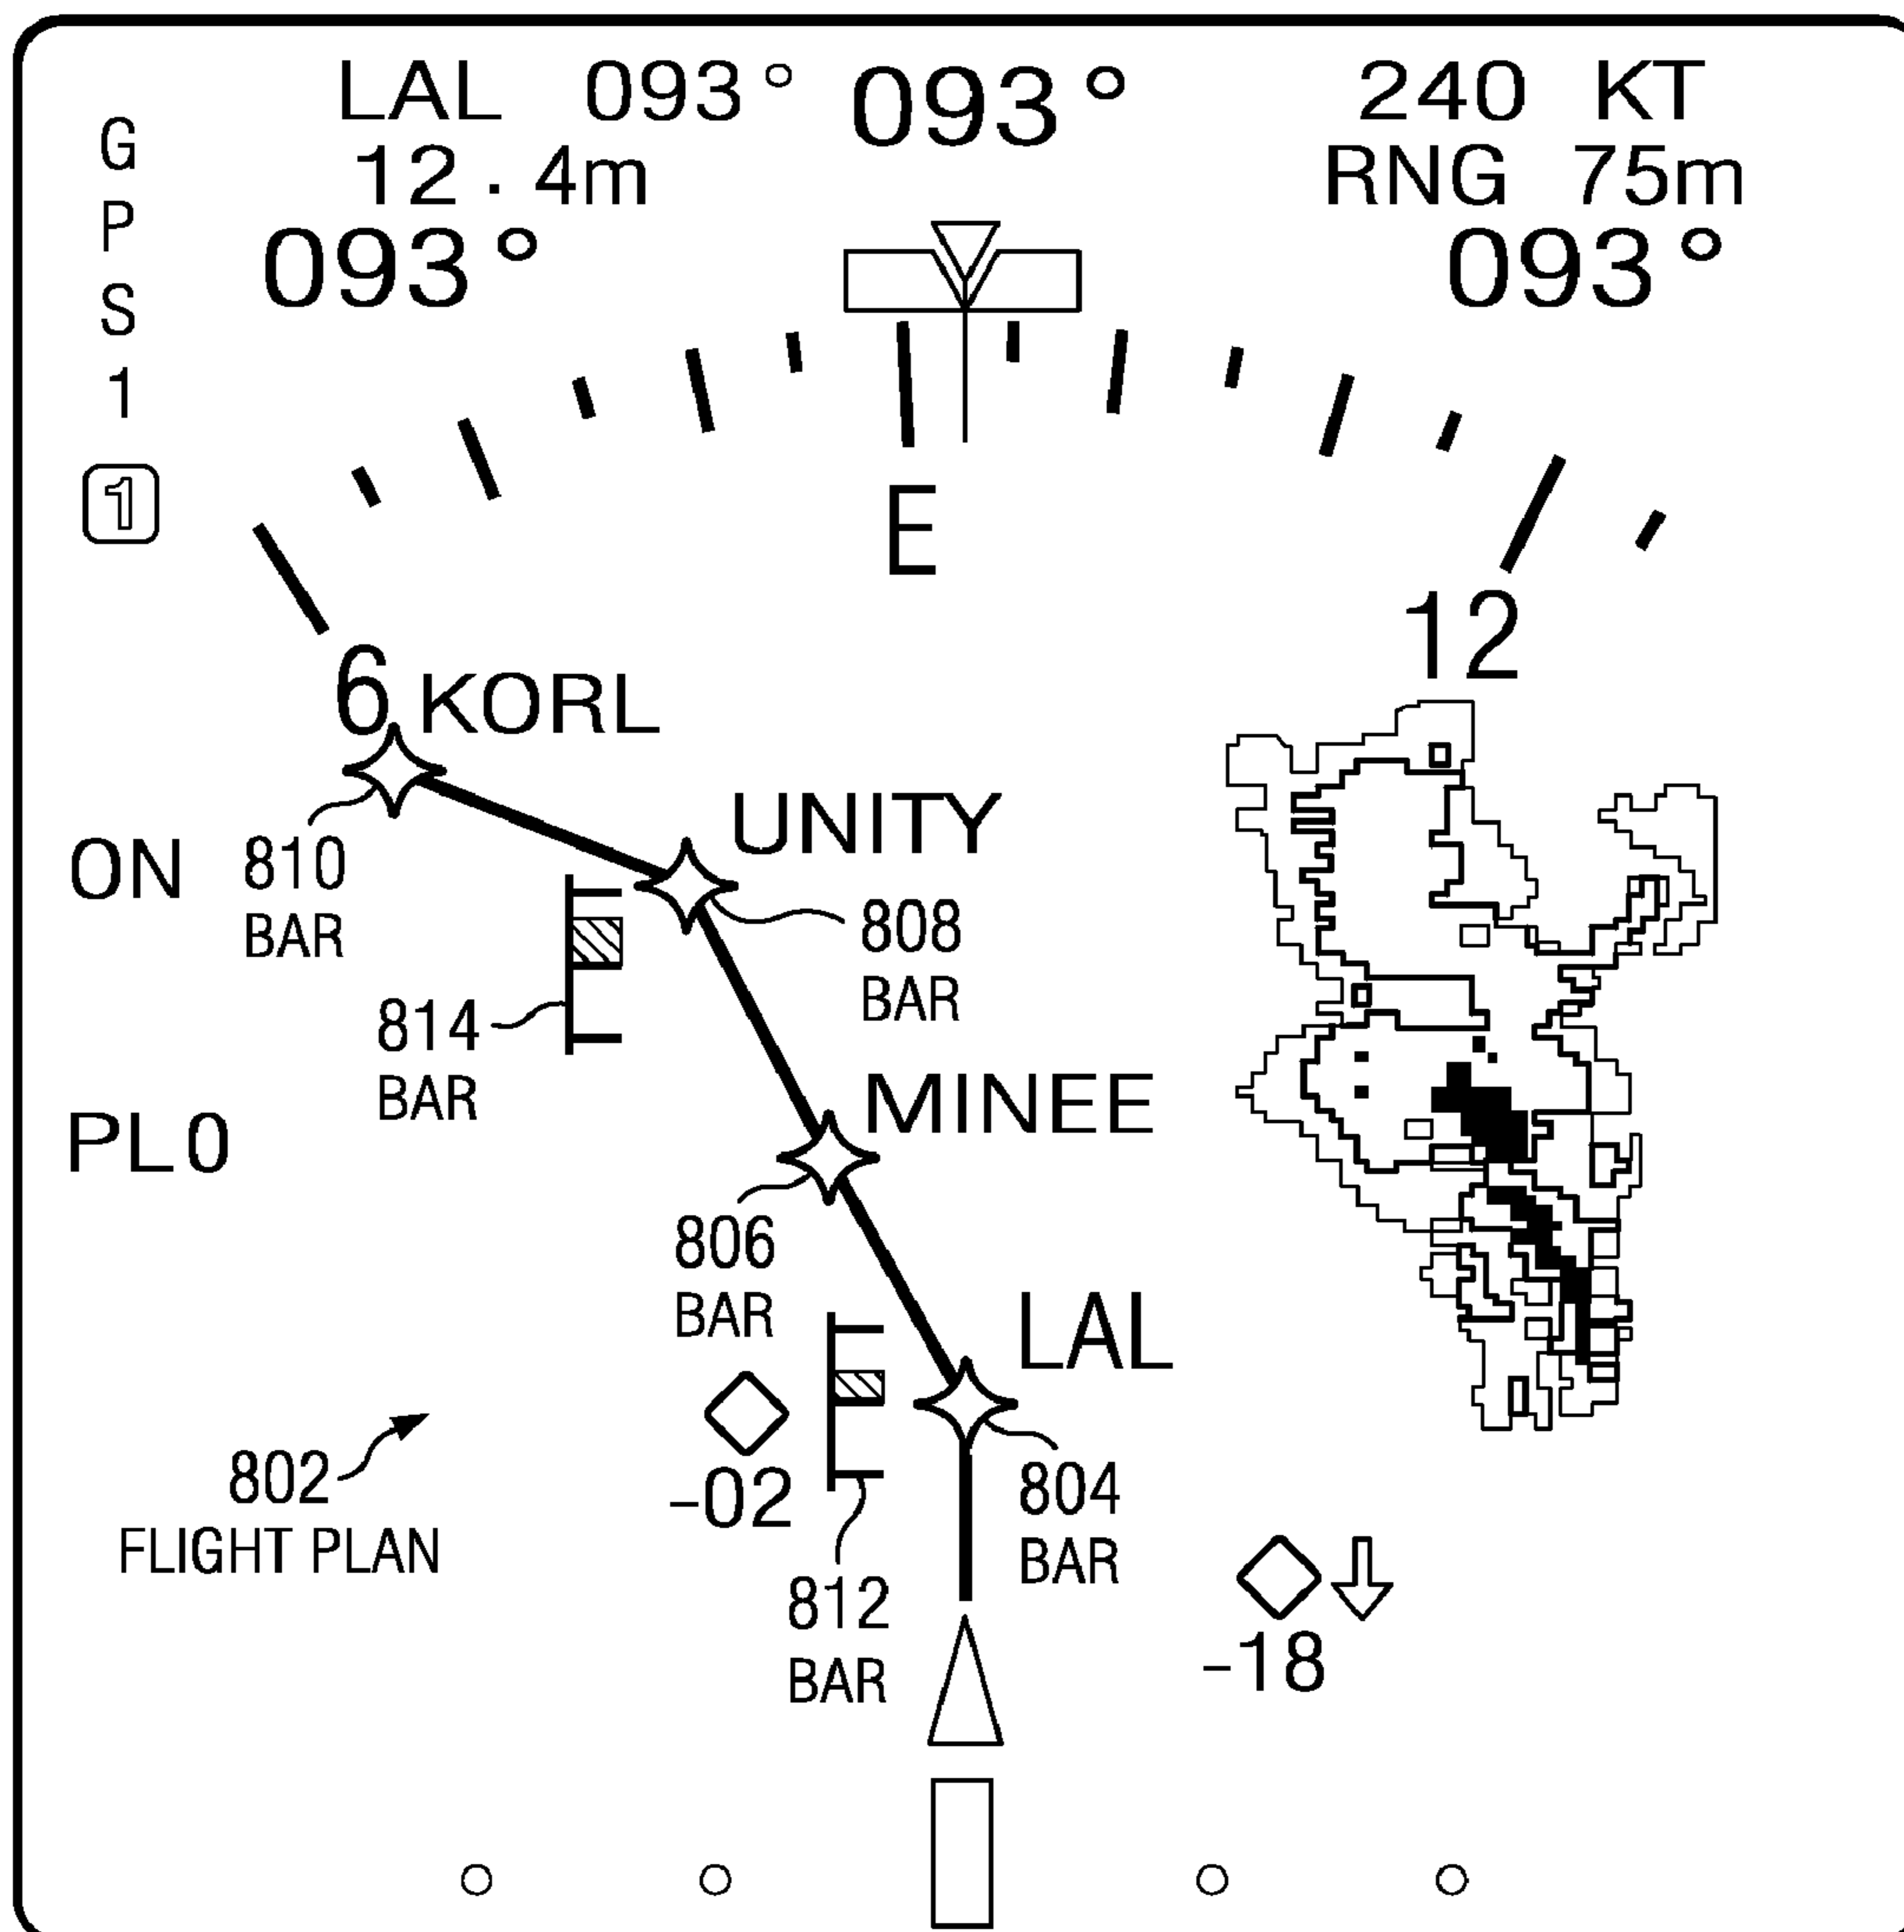 LAL 093° 093° 240 KT
12.4m RNG 75m
093° 093°
G
P
S
1
1
E
12
6 KORL
UNITY
ON
810
BAR
808
BAR
814
BAR
MINEE
PL0
806
BAR
LAL
802
FLIGHT PLAN
-02
804
BAR
812
BAR
-18